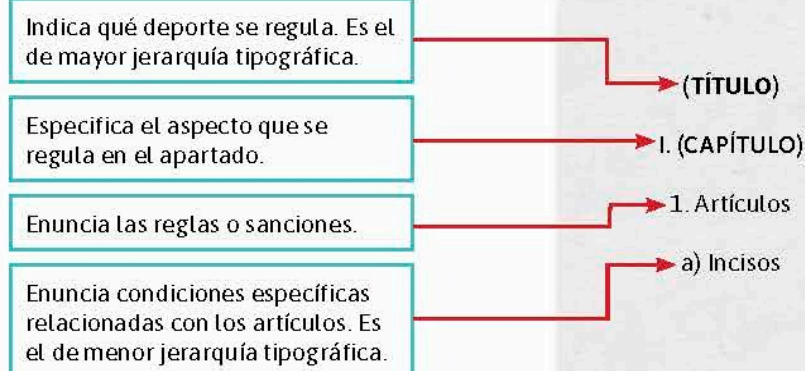 Indica qué deporte se regula. Es el
de mayor jerarquía tipográfica.
(TÍTULO)
Especifica el aspecto que se
regula en el apartado.
I. (CAPÍTULO)
Enuncia las reglas o sanciones.
1. Artículos
Enuncia condiciones específicas
relacionadas con los artículos. Es
el de menor jerarquía tipográfica.
a) Incisos